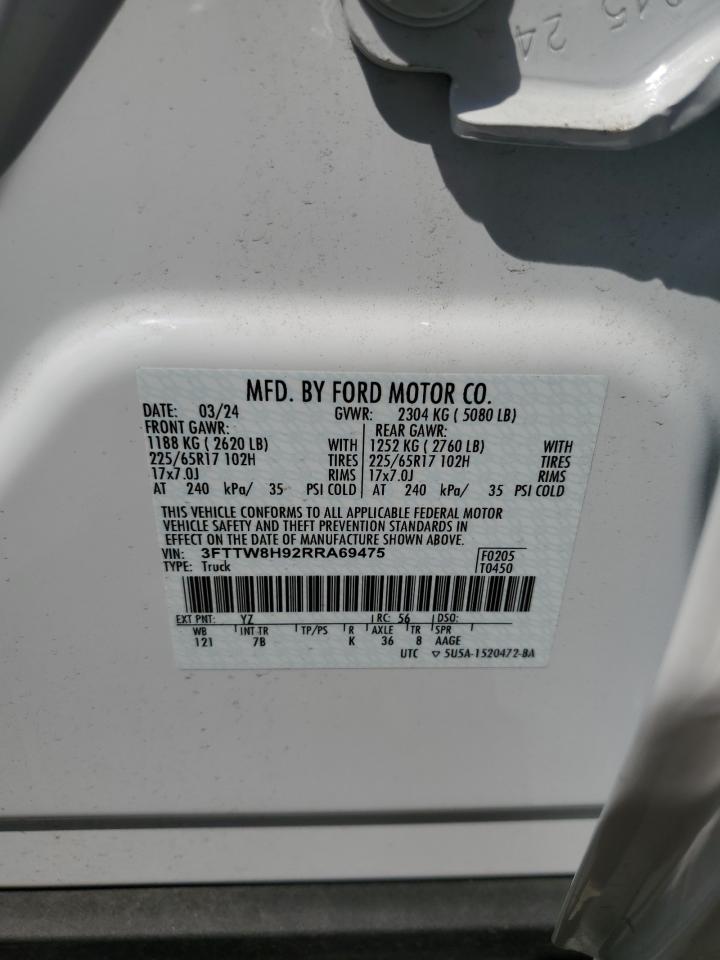 045 24
MFD. BY FORD MOTOR CO.
DATE: 03/24 GVWR: 2304 KG ( 5080 LB)
FRONT GAWR: REAR GAWR:
1188 KG ( 2620 LB) WITH 1252 KG ( 2760 LB) WITH
225/65R17 102H TIRES 225/65R17 102H TIRES
17x7.0J RIMS 17x7.0J RIMS
AT 240 kPa/ 35 PSI COLD AT 240 kPa/ 35 PSI COLD
THIS VEHICLE CONFORMS TO ALL APPLICABLE FEDERAL MOTOR
VEHICLE SAFETY AND THEFT PREVENTION STANDARDS IN
EFFECT ON THE DATE OF MANUFACTURE SHOWN ABOVE.
VIN: 3FTTW8H92RRA69475 F0205
TYPE: Truck T0450
EXT PNT: YZ RC: 56 DSO:
WB INT TR TP/PS R AXLE TR SPR
121 7B K 36 8 AAGE
UTC ▽ 5U5A-1520472-BA